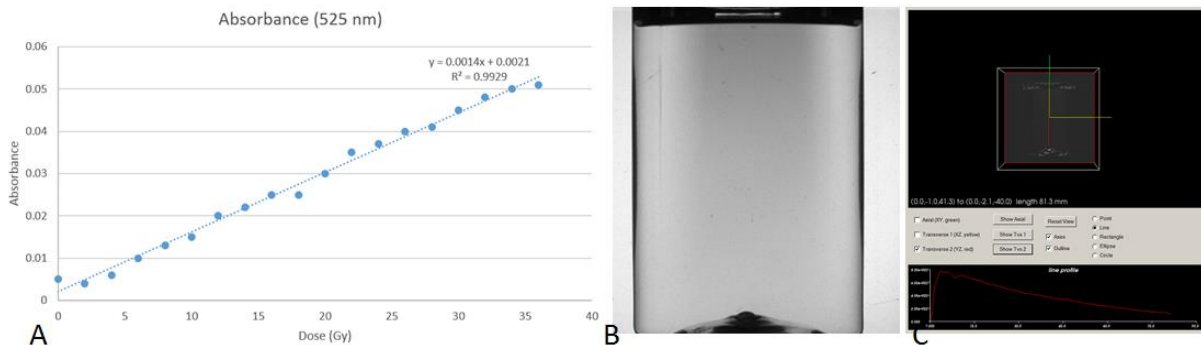 Absorbance (525 nm)
0.06
0.05
0.04
0.03
0.02
0.01
0
Absorbance
y = 0.0014x + 0.0021
R² = 0.9929
0 5 10 15 20 25 30 35 40
Dose (Gy)
A
B
(0.0,-1.0,41.3) to (0.0,-2.1,-40.0) length 81.3 mm
Axial (XY, green)
Transverse 1 (XZ, yellow)
Transverse 2 (YZ, red)
Show Axial
Show Tvs 1
Show Tvs 2
Reset View
Axes
Outline
Point
Line
Rectangle
Ellipse
Circle
line profile
C